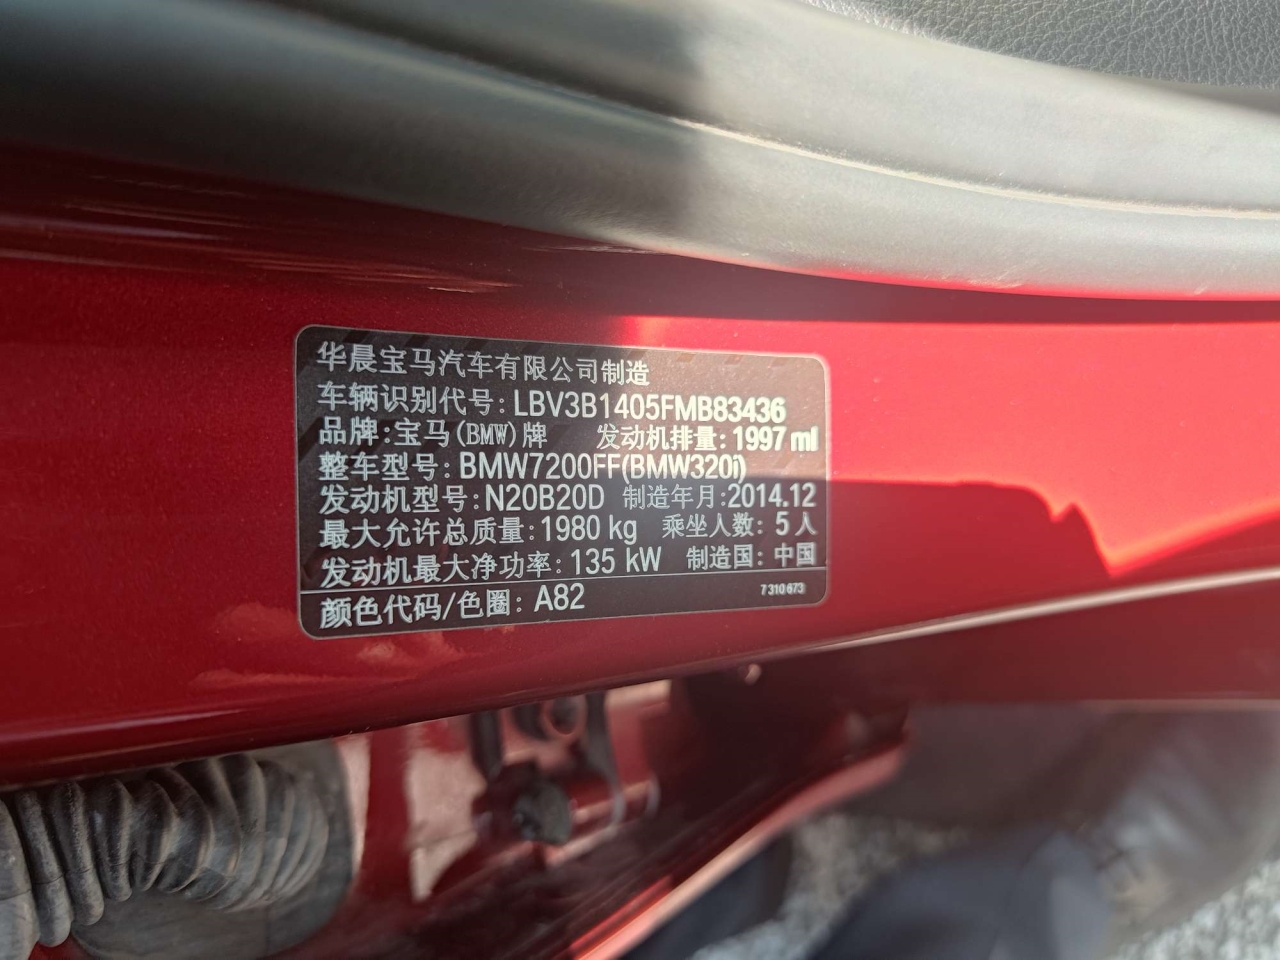 华晨宝马汽车有限公司制造
车辆识别代号: LBV3B1405FMB83436
品牌:宝马(BMW)牌 发动机排量: 1997 ml
整车型号: BMW7200FF(BMW320i)
发动机型号: N20B20D 制造年月:2014.12
最大允许总质量: 1980 kg 乘坐人数: 5人
发动机最大净功率: 135 kW 制造国: 中国
颜色代码/色圈: A82 7 310 673